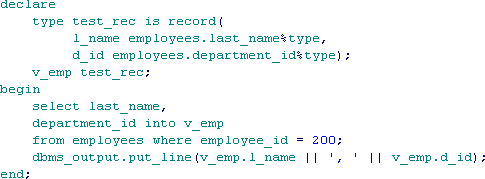 declare
type test_rec is record(
l_name employees.last_name%type,
d_id employees.department_id%type);
v_emp test_rec;
begin
select last_name,
department_id into v_emp
from employees where employee_id = 200;
dbms_output.put_line(v_emp.l_name || ', ' || v_emp.d_id);
end;